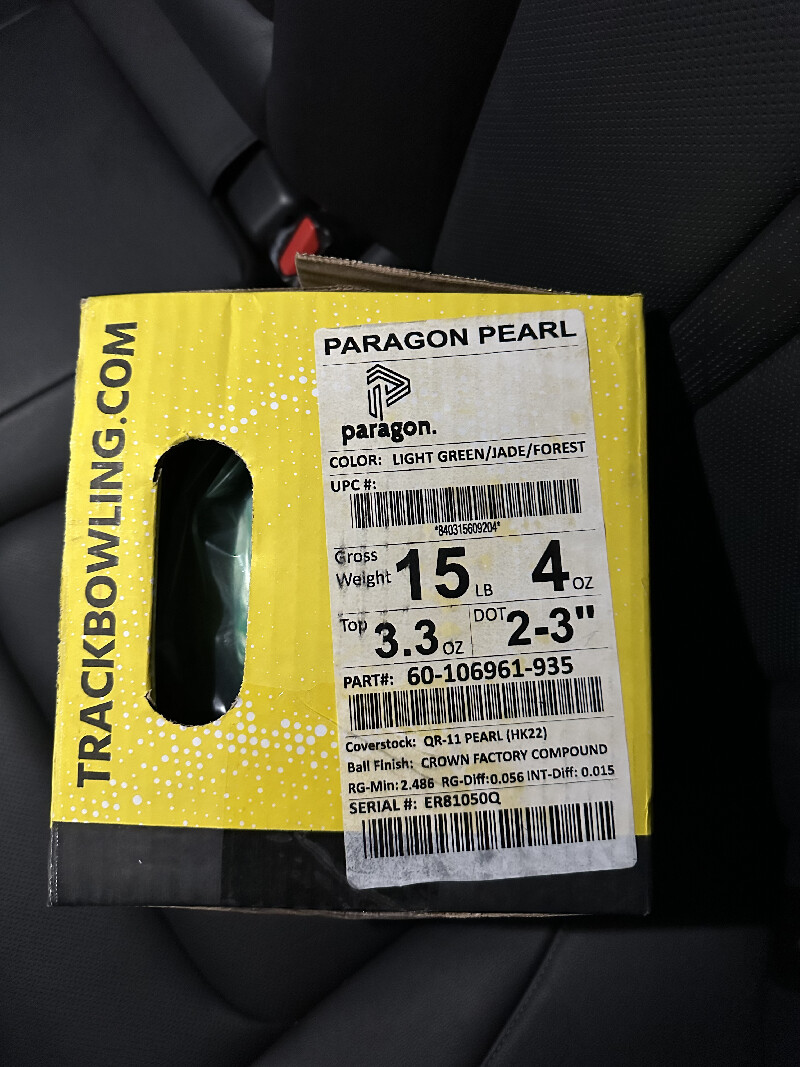 TRACKBOWLING.COM
PARAGON PEARL
paragon.
COLOR: LIGHT GREEN/JADE/FOREST
UPC #:
*840315609204*
Gross Weight 15 LB 4 OZ
Top 3.3 OZ DOT 2-3"
PART#: 60-106961-935
Coverstock: QR-11 PEARL (HK22)
Ball Finish: CROWN FACTORY COMPOUND
RG-Min: 2.486 RG-Diff:0.056 INT-Diff: 0.015
SERIAL #: ER81050Q